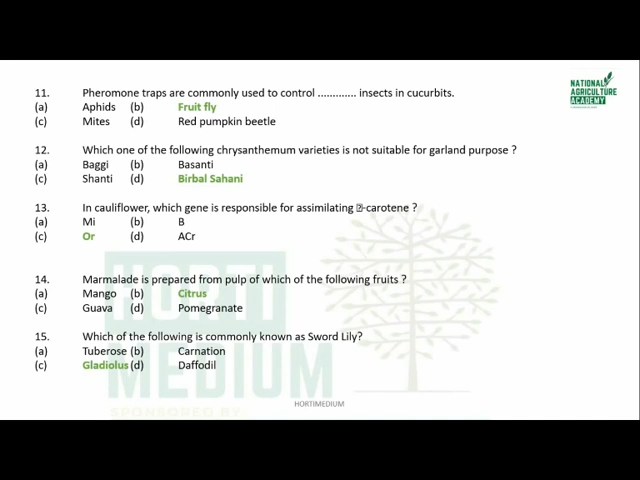 NATIONAL
AGRICULTURE
ACADEMY
11. Pheromone traps are commonly used to control ............. insects in cucurbits.
(a) Aphids (b) Fruit fly
(c) Mites (d) Red pumpkin beetle
12. Which one of the following chrysanthemum varieties is not suitable for garland purpose ?
(a) Baggi (b) Basanti
(c) Shanti (d) Birbal Sahani
13. In cauliflower, which gene is responsible for assimilating -carotene ?
(a) Mi (b) B
(c) Or (d) ACr
14. Marmalade is prepared from pulp of which of the following fruits ?
(a) Mango (b) Citrus
(c) Guava (d) Pomegranate
15. Which of the following is commonly known as Sword Lily?
(a) Tuberose (b) Carnation
(c) Gladiolus (d) Daffodil
HORTI
MEDIUM
SPONSORED BY:
HORTIMEDIUM